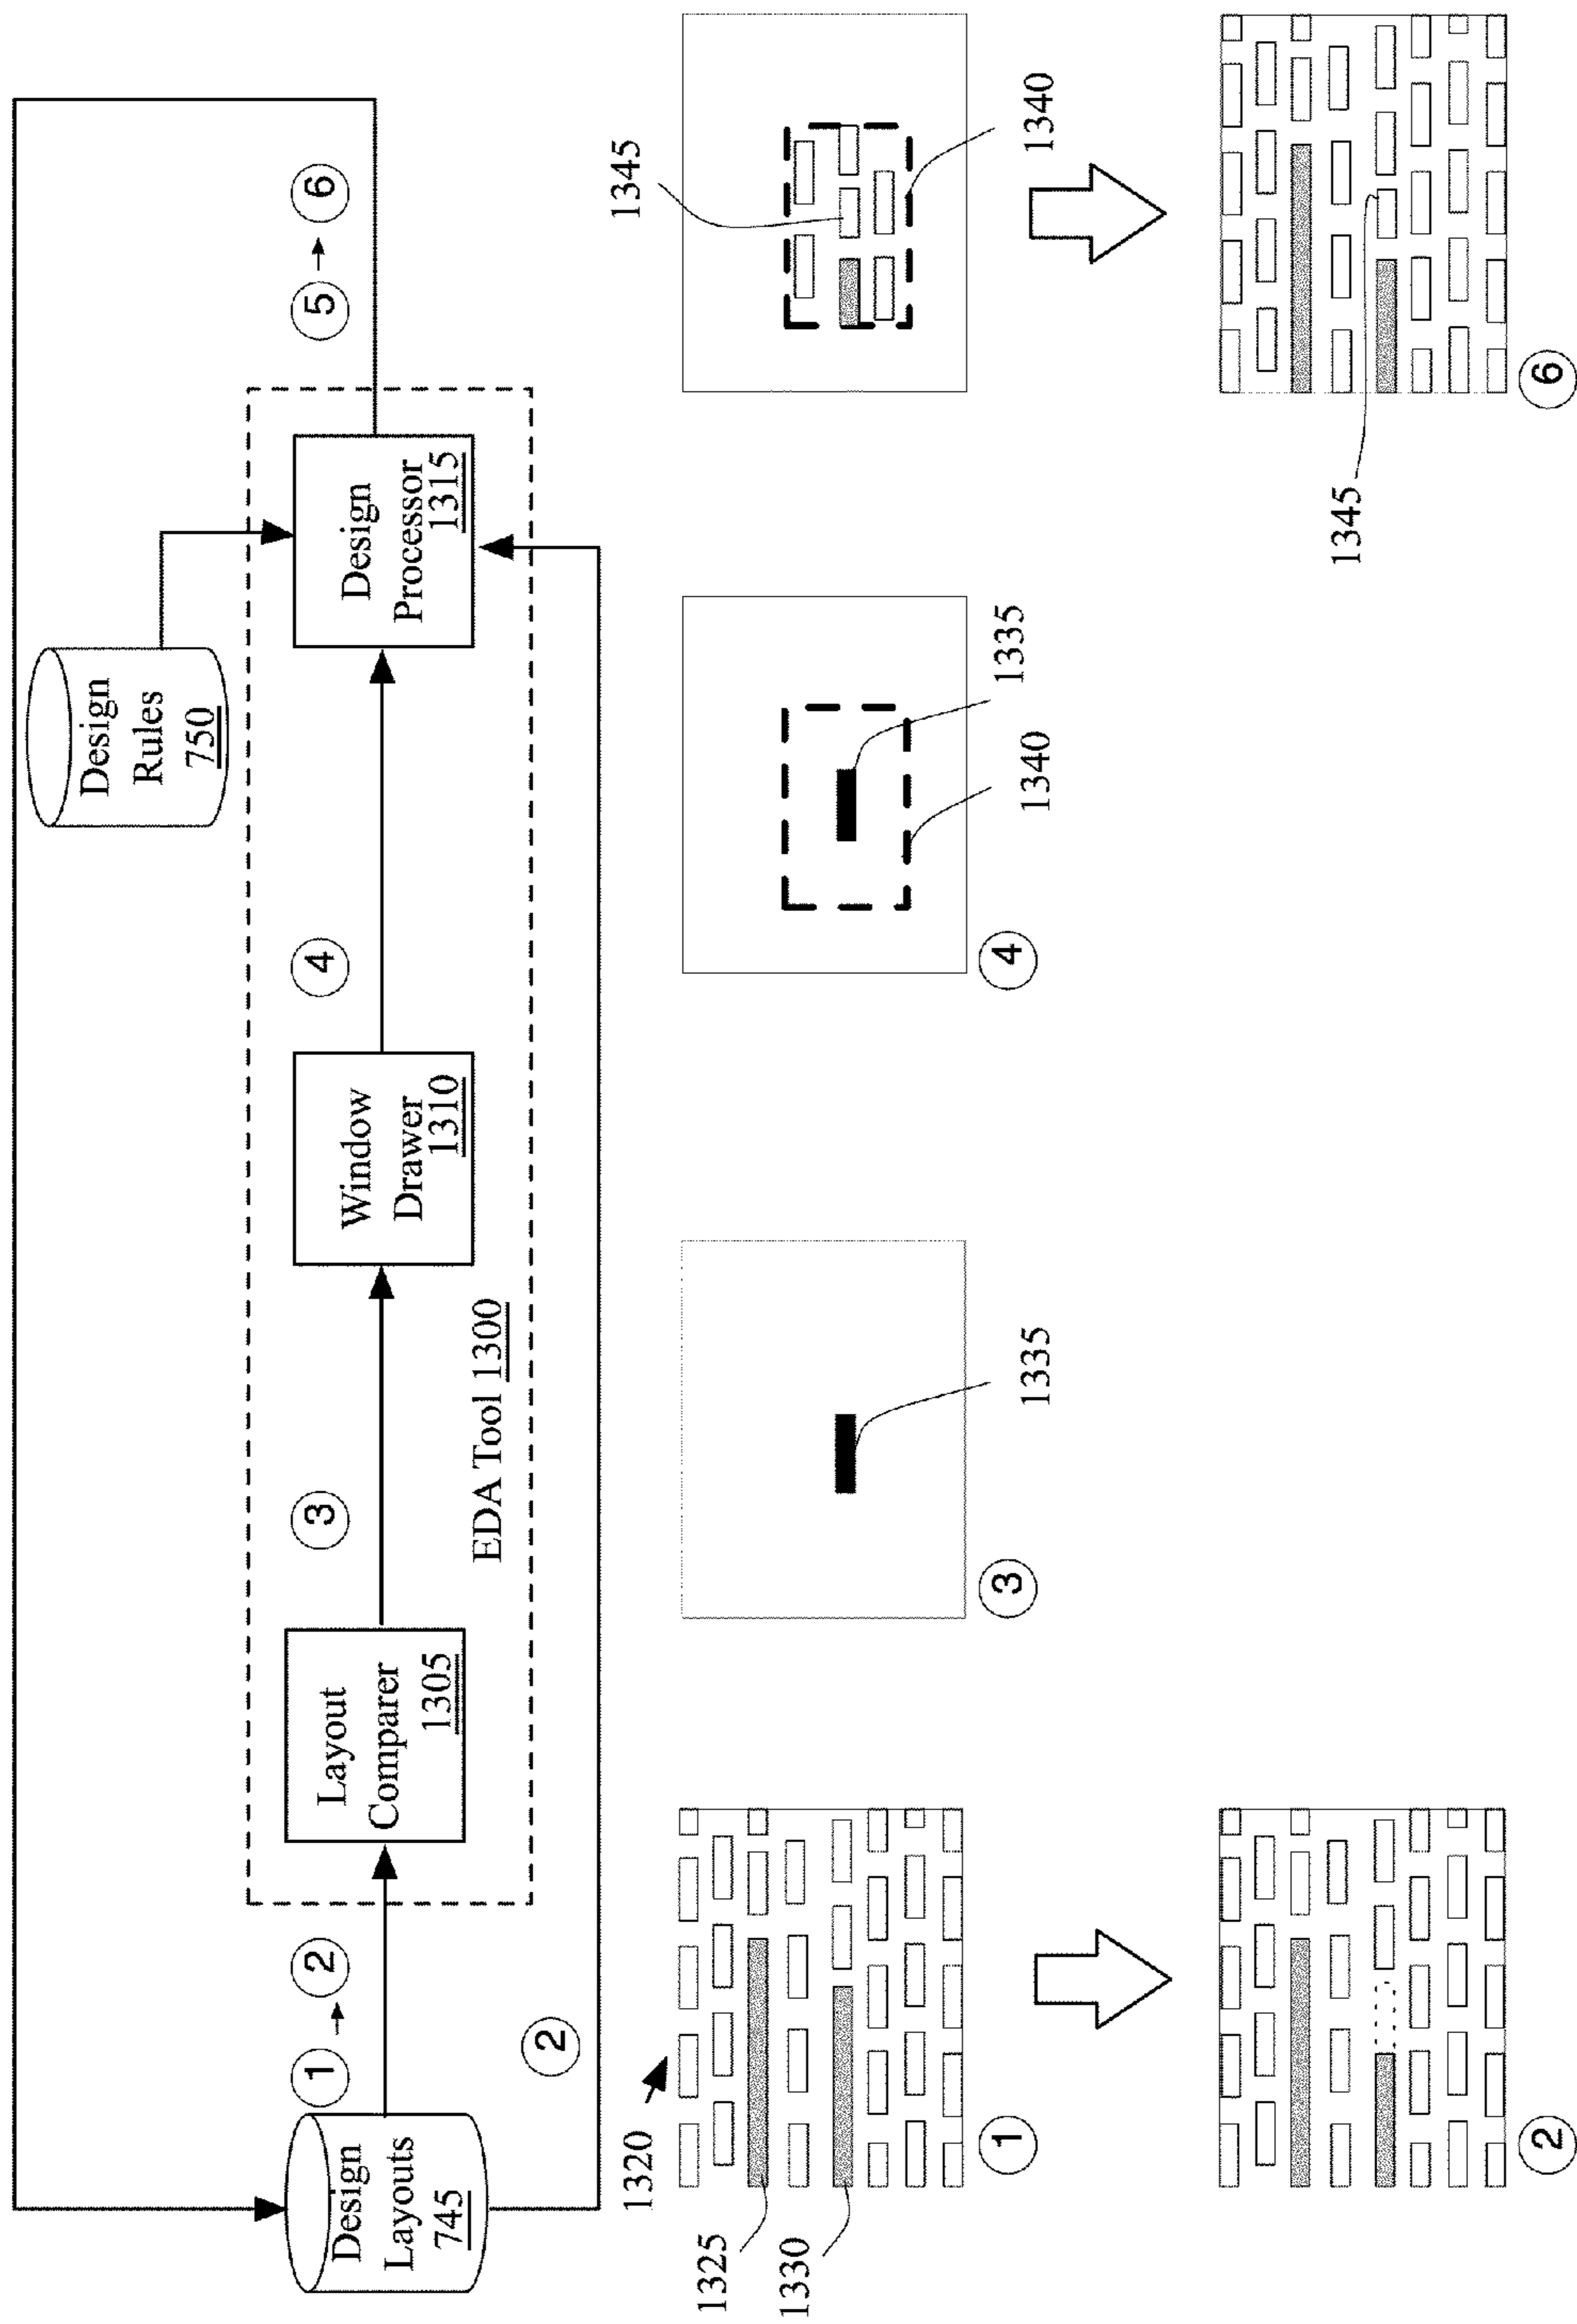 Design
Rules
750
1
2
3
4
5
6
Design
Layouts
745
Layout
Comparer
1305
Window
Drawer
1310
Design
Processor
1315
EDA Tool 1300
2
1320
1325
1330
1
1335
3
1335
1340
4
1345
1340
2
1345
6